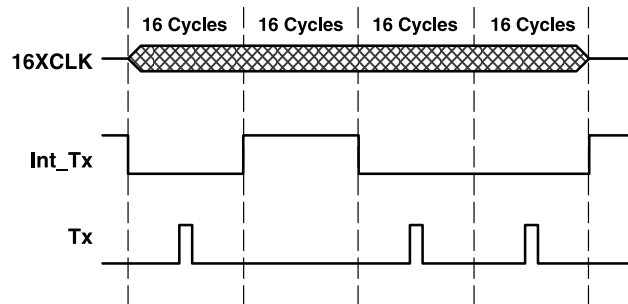 16 Cycles 16 Cycles 16 Cycles 16 Cycles
16XCLK
Int_Tx
Tx